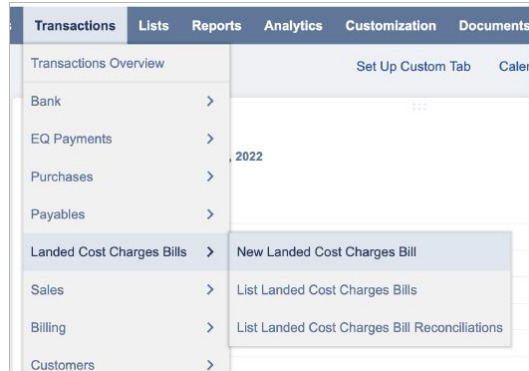 Transactions Lists Reports Analytics Customization Documents
Transactions Overview
Set Up Custom Tab
Bank
EQ Payments
, 2022
Purchases
Payables
Landed Cost Charges Bills
New Landed Cost Charges Bill
Sales
List Landed Cost Charges Bills
Billing
List Landed Cost Charges Bill Reconciliations
Customers